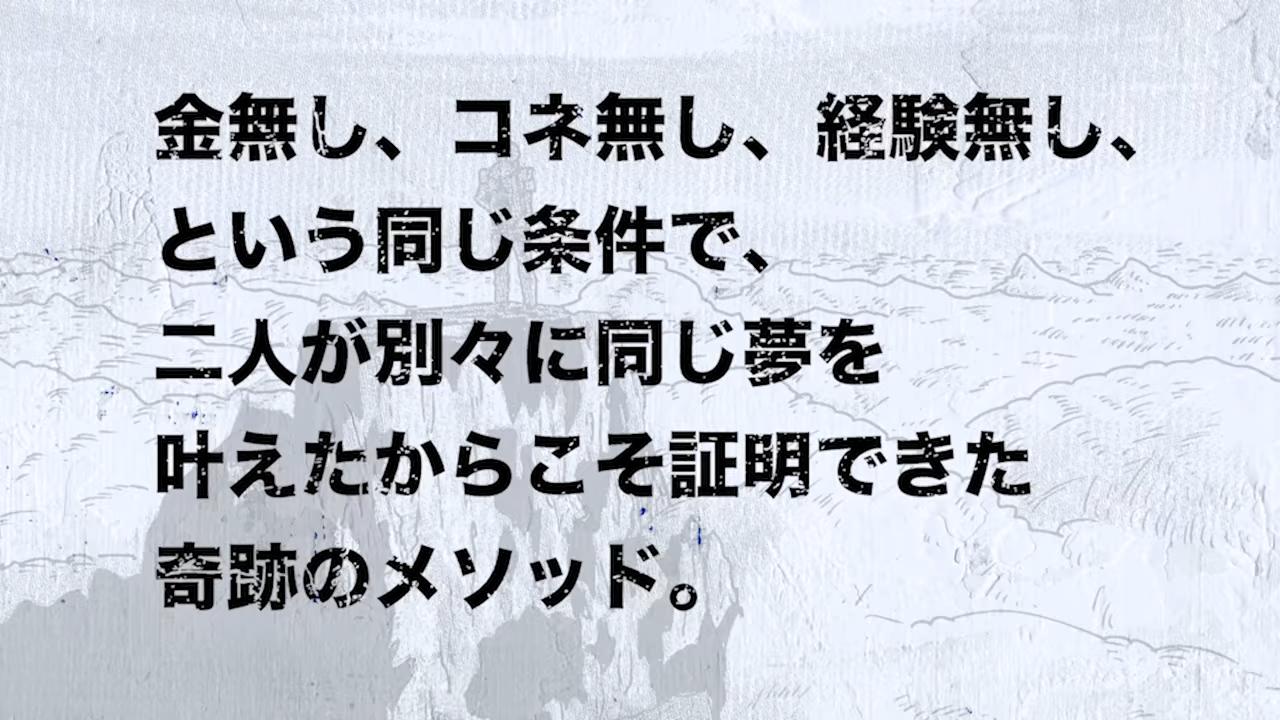 金無し、コネ無し、経験無し、
という同じ条件で、
二人が別々に同じ夢を
叶えたからこそ証明できた
奇跡のメソッド。